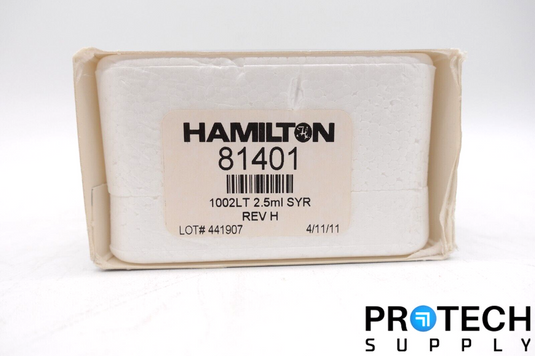 HAMILTON
81401
1002LT 2.5ml SYR
REV H
LOT# 441907 4/11/11
PROTECH
SUPPLY